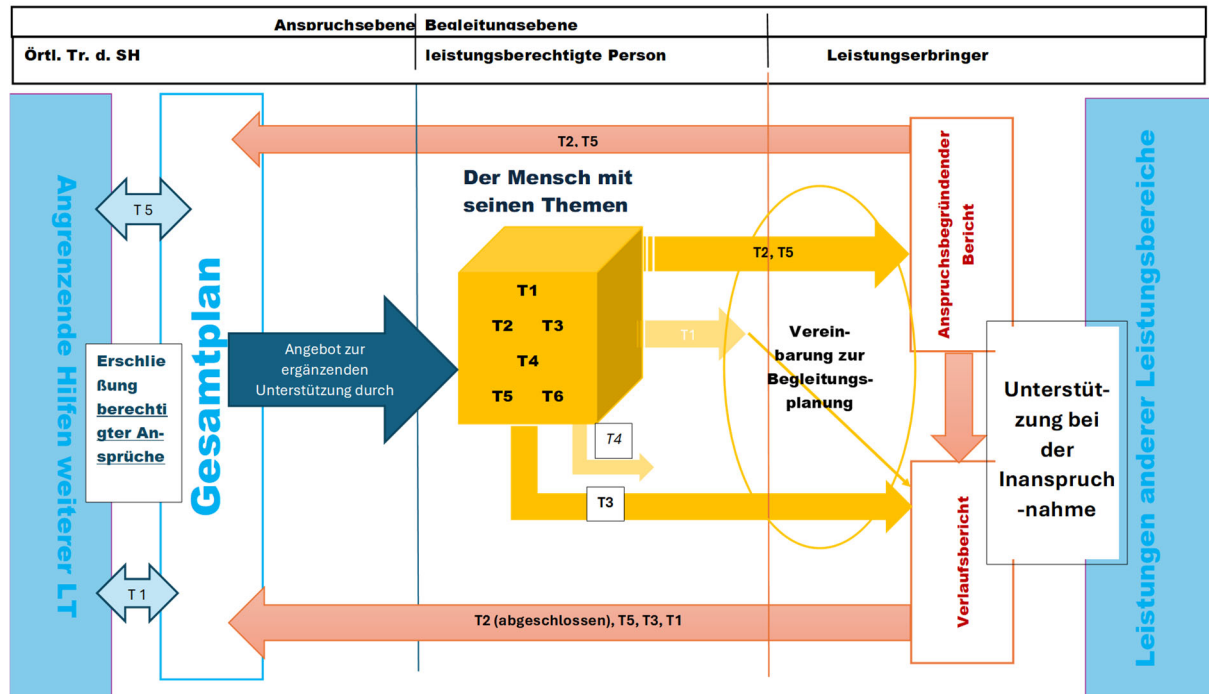 Anspruchsebene
Begleitungsebene
Örtl. Tr. d. SH
leistungsberechtigte Person
Leistungserbringer
Angrenzende Hilfen weiterer LT
T 5
Erschlie
ßung
berechti
gter An-
sprüche
T 1
Gesamtplan
T2, T5
Angebot zur
ergänzenden
Unterstützung durch
Der Mensch mit
seinen Themen
T1
T2 T3
T4
T5 T6
T2, T5
T1
T4
T3
Verein-
barung zur
Begleitungs-
planung
T2 (abgeschlossen), T5, T3, T1
Anspruchsbegründender
Bericht
Verlaufsbericht
Unterstüt-
zung bei
der
Inanspruch
-nahme
Leistungen anderer Leistungsbereiche